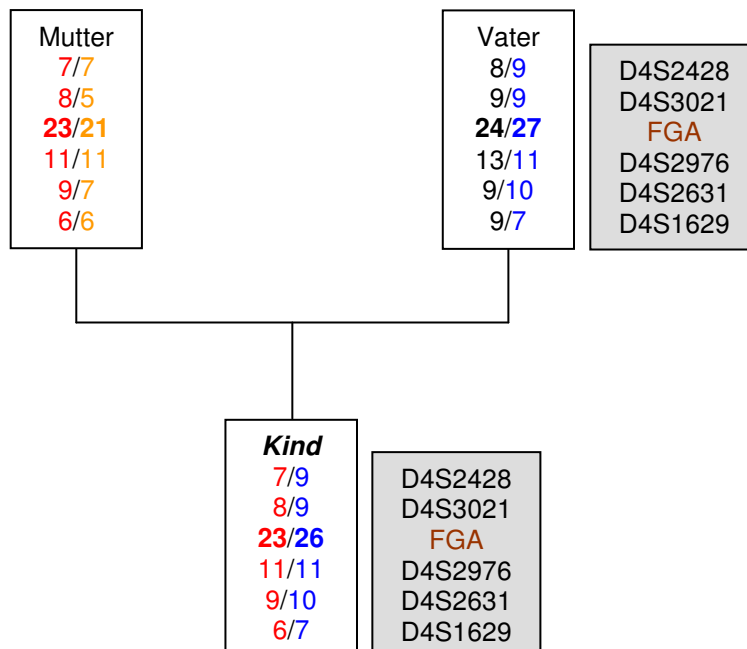 Mutter
7/7
8/5
23/21
11/11
9/7
6/6
Vater
8/9
9/9
24/27
13/11
9/10
9/7
D4S2428
D4S3021
FGA
D4S2976
D4S2631
D4S1629
Kind
7/9
8/9
23/26
11/11
9/10
6/7
D4S2428
D4S3021
FGA
D4S2976
D4S2631
D4S1629